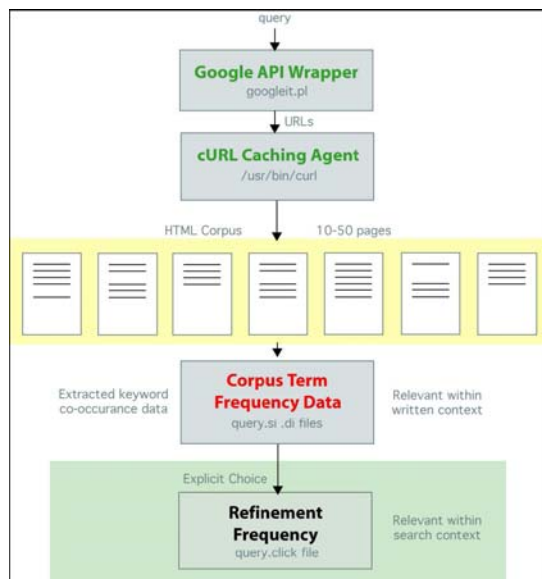 query
Google API Wrapper
googleit.pl
URLs
cURL Caching Agent
/usr/bin/curl
HTML Corpus 10-50 pages
Extracted keyword
co-occurance data
Corpus Term
Frequency Data
query.si .di files
Relevant within
written context
Explicit Choice
Refinement
Frequency
query.click file
Relevant within
search context